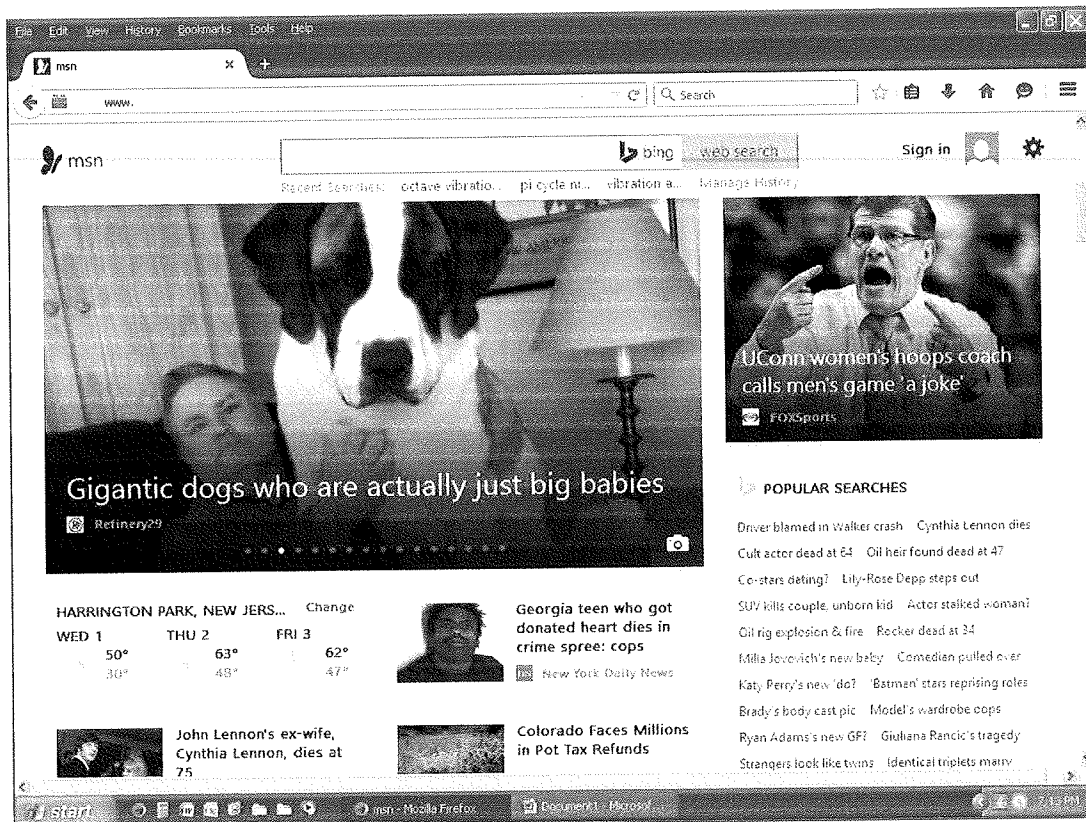 File Edit View History Bookmarks Tools Help
msn
www.
Search
msn
bing web search
Sign in
Recent Searches: octave vibratio... pi cycle nt... vibration a... Manage History
Gigantic dogs who are actually just big babies
Refinery29
UConn women's hoops coach
calls men's game 'a joke'
FOXSports
POPULAR SEARCHES
Driver blamed in Walker crash Cynthia Lennon dies
Cult actor dead at 64 Oil heir found dead at 47
Co-stars dating? Lily-Rose Depp steps out
SUV kills couple, unborn kid Actor stalked woman?
Oil rig explosion & fire Rocker dead at 34
Milla Jovovich's new baby Comedian pulled over
Katy Perry's new 'do? 'Batman' stars reprising roles
Brady's body cast pic Model's wardrobe oops
Ryan Adams's new GF? Giuliana Rancic's tragedy
Strangers look like twins Identical triplets marry
HARRINGTON PARK, NEW JERS... Change
WED 1 THU 2 FRI 3
50° 63° 62°
30° 48° 47°
Georgia teen who got
donated heart dies in
crime spree: cops
New York Daily News
John Lennon's ex-wife,
Cynthia Lennon, dies at
75
Colorado Faces Millions
in Pot Tax Refunds
start
msn - Mozilla Firefox
Document1 - Microsof...
PM